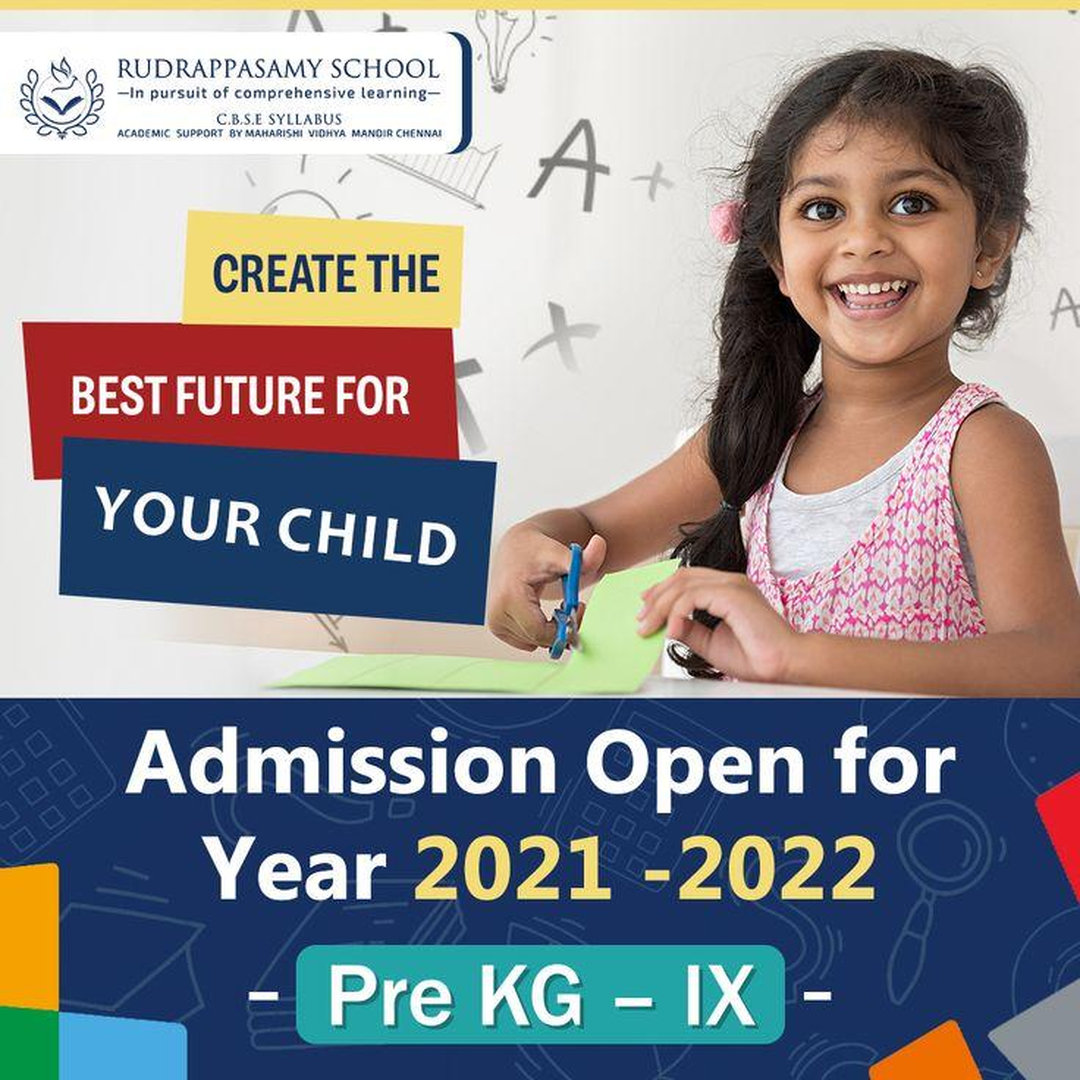 RUDRAPPASAMY SCHOOL
—In pursuit of comprehensive learning—
C.B.S.E SYLLABUS
ACADEMIC SUPPORT BY MAHARISHI VIDHYA MANDIR CHENNAI
A+
CREATE THE
BEST FUTURE FOR
YOUR CHILD
Admission Open for
Year 2021 -2022
– Pre KG – IX –